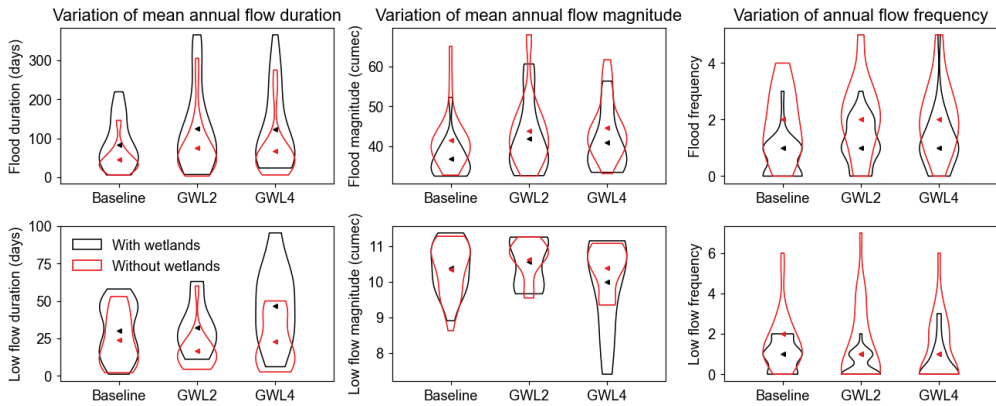 Variation of mean annual flow duration
Variation of mean annual flow magnitude
Variation of annual flow frequency
Flood duration (days)
300
200
100
0
Baseline GWL2 GWL4
Flood magnitude (cumec)
60
50
40
Baseline GWL2 GWL4
Flood frequency
4
2
0
Baseline GWL2 GWL4
Low flow duration (days)
100
75
50
25
0
With wetlands
Without wetlands
Baseline GWL2 GWL4
Low flow magnitude (cumec)
11
10
9
8
Baseline GWL2 GWL4
Low flow frequency
6
4
2
0
Baseline GWL2 GWL4